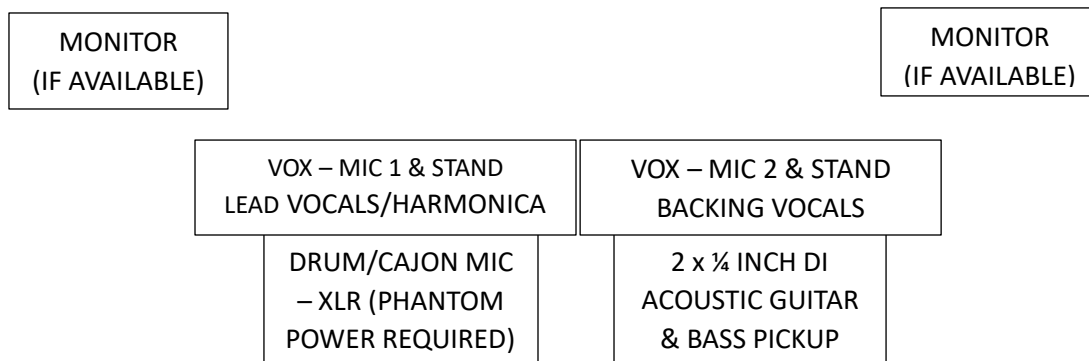 MONITOR
(IF AVAILABLE)
MONITOR
(IF AVAILABLE)
VOX – MIC 1 & STAND
LEAD VOCALS/HARMONICA
VOX – MIC 2 & STAND
BACKING VOCALS
DRUM/CAJON MIC
– XLR (PHANTOM
POWER REQUIRED)
2 x ¼ INCH DI
ACOUSTIC GUITAR
& BASS PICKUP